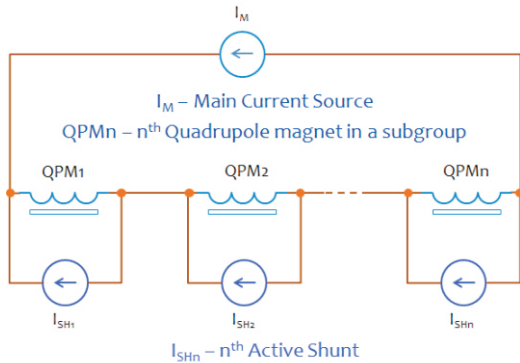 I_M
I_M – Main Current Source
QPMn – n^th Quadrupole magnet in a subgroup
QPM1 QPM2 QPMn
I_SH1 I_SH2 I_SHn
I_SHn – n^th Active Shunt